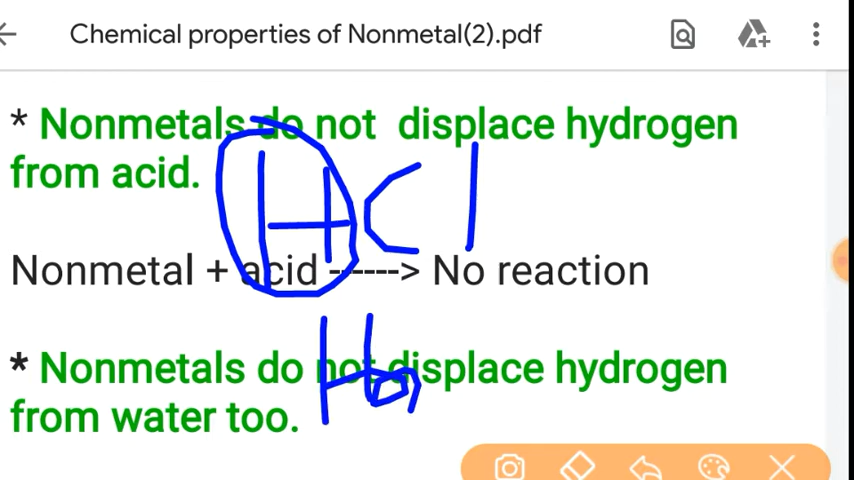 Chemical properties of Nonmetal(2).pdf
* Nonmetals do not displace hydrogen
from acid.
HCl
Nonmetal + acid ------> No reaction
* Nonmetals do not displace hydrogen
from water too.